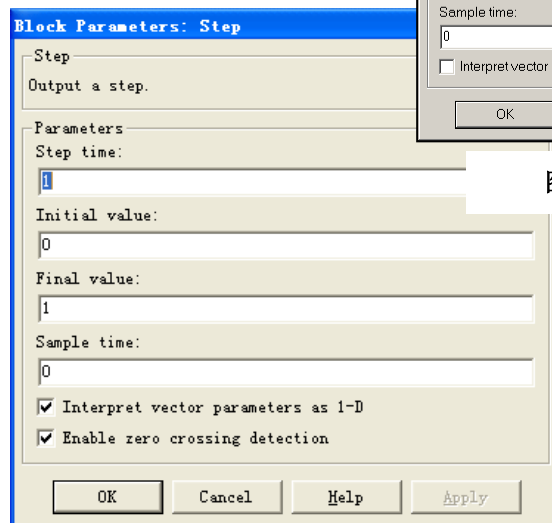 Block Parameters: Step
Step
Output a step.
Parameters
Step time:
1
Initial value:
0
Final value:
1
Sample time:
0
Interpret vector parameters as 1-D
Enable zero crossing detection
OK
Cancel
Help
Apply
Sample time:
0
Interpret vector
OK